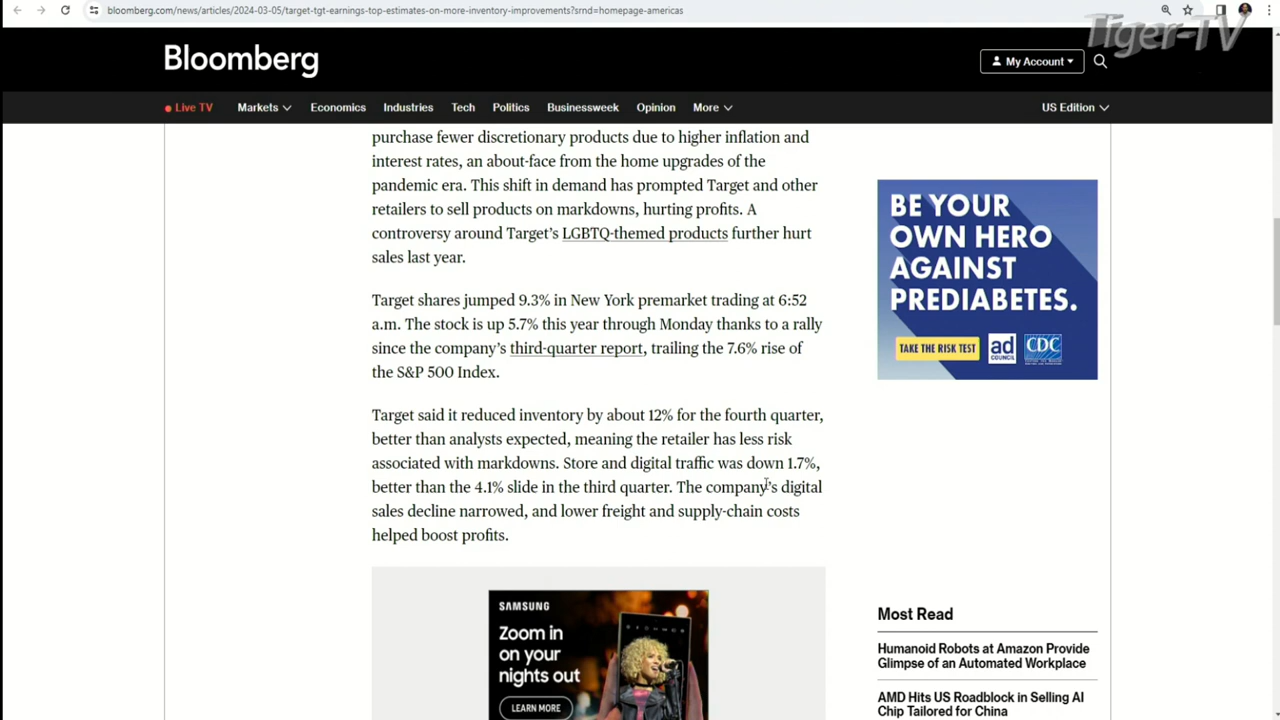 bloomberg.com/news/articles/2024-03-05/target-tgt-earnings-top-estimates-on-more-inventory-improvements?srnd=homepage-americas
Tiger-TV
Bloomberg
My Account
Live TV
Markets
Economics
Industries
Tech
Politics
Businessweek
Opinion
More
US Edition
purchase fewer discretionary products due to higher inflation and
interest rates, an about-face from the home upgrades of the
pandemic era. This shift in demand has prompted Target and other
retailers to sell products on markdowns, hurting profits. A
controversy around Target's LGBTQ-themed products further hurt
sales last year.
Target shares jumped 9.3% in New York premarket trading at 6:52
a.m. The stock is up 5.7% this year through Monday thanks to a rally
since the company's third-quarter report, trailing the 7.6% rise of
the S&P 500 Index.
Target said it reduced inventory by about 12% for the fourth quarter,
better than analysts expected, meaning the retailer has less risk
associated with markdowns. Store and digital traffic was down 1.7%,
better than the 4.1% slide in the third quarter. The company's digital
sales decline narrowed, and lower freight and supply-chain costs
helped boost profits.
BE YOUR
OWN HERO
AGAINST
PREDIABETES.
TAKE THE RISK TEST
ad
COUNCIL
CDC
SAMSUNG
Zoom in
on your
nights out
LEARN MORE
Most Read
Humanoid Robots at Amazon Provide
Glimpse of an Automated Workplace
AMD Hits US Roadblock in Selling AI
Chip Tailored for China